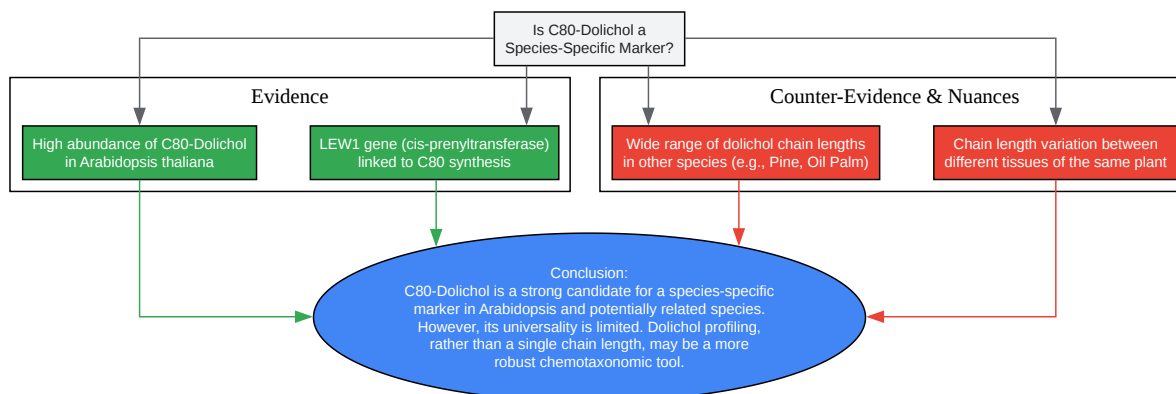 Is C80-Dolichol a
Species-Specific Marker?
Evidence
Counter-Evidence & Nuances
High abundance of C80-Dolichol
in Arabidopsis thaliana
LEW1 gene (cis-prenyltransferase)
linked to C80 synthesis
Wide range of dolichol chain lengths
in other species (e.g., Pine, Oil Palm)
Chain length variation between
different tissues of the same plant
Conclusion:
C80-Dolichol is a strong candidate for a species-specific
marker in Arabidopsis and potentially related species.
However, its universality is limited. Dolichol profiling,
rather than a single chain length, may be a more
robust chemotaxonomic tool.